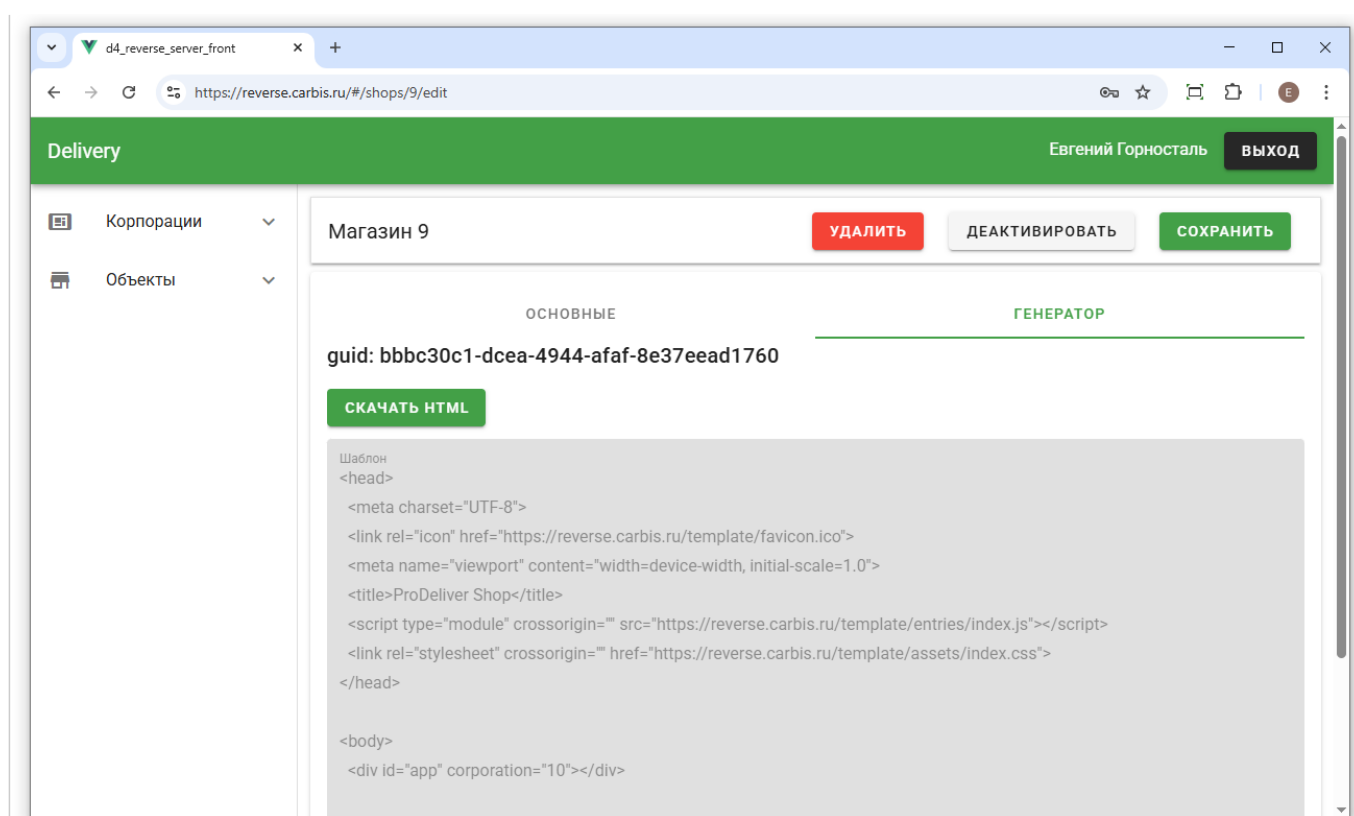 d4_reverse_server_front
https://reverse.carbis.ru/#/shops/9/edit
E
Delivery
Евгений Горносталь
ВЫХОД
Корпорации
Объекты
Магазин 9
УДАЛИТЬ
ДЕАКТИВИРОВАТЬ
СОХРАНИТЬ
ОСНОВНЫЕ
ГЕНЕРАТОР
guid: bbbc30c1-dcea-4944-afaf-8e37eead1760
СКАЧАТЬ HTML
Шаблон
<head>
<meta charset="UTF-8">
<link rel="icon" href="https://reverse.carbis.ru/template/favicon.ico">
<meta name="viewport" content="width=device-width, initial-scale=1.0">
<title>ProDeliver Shop</title>
<script type="module" crossorigin="" src="https://reverse.carbis.ru/template/entries/index.js"></script>
<link rel="stylesheet" crossorigin="" href="https://reverse.carbis.ru/template/assets/index.css">
</head>
<body>
<div id="app" corporation="10"></div>